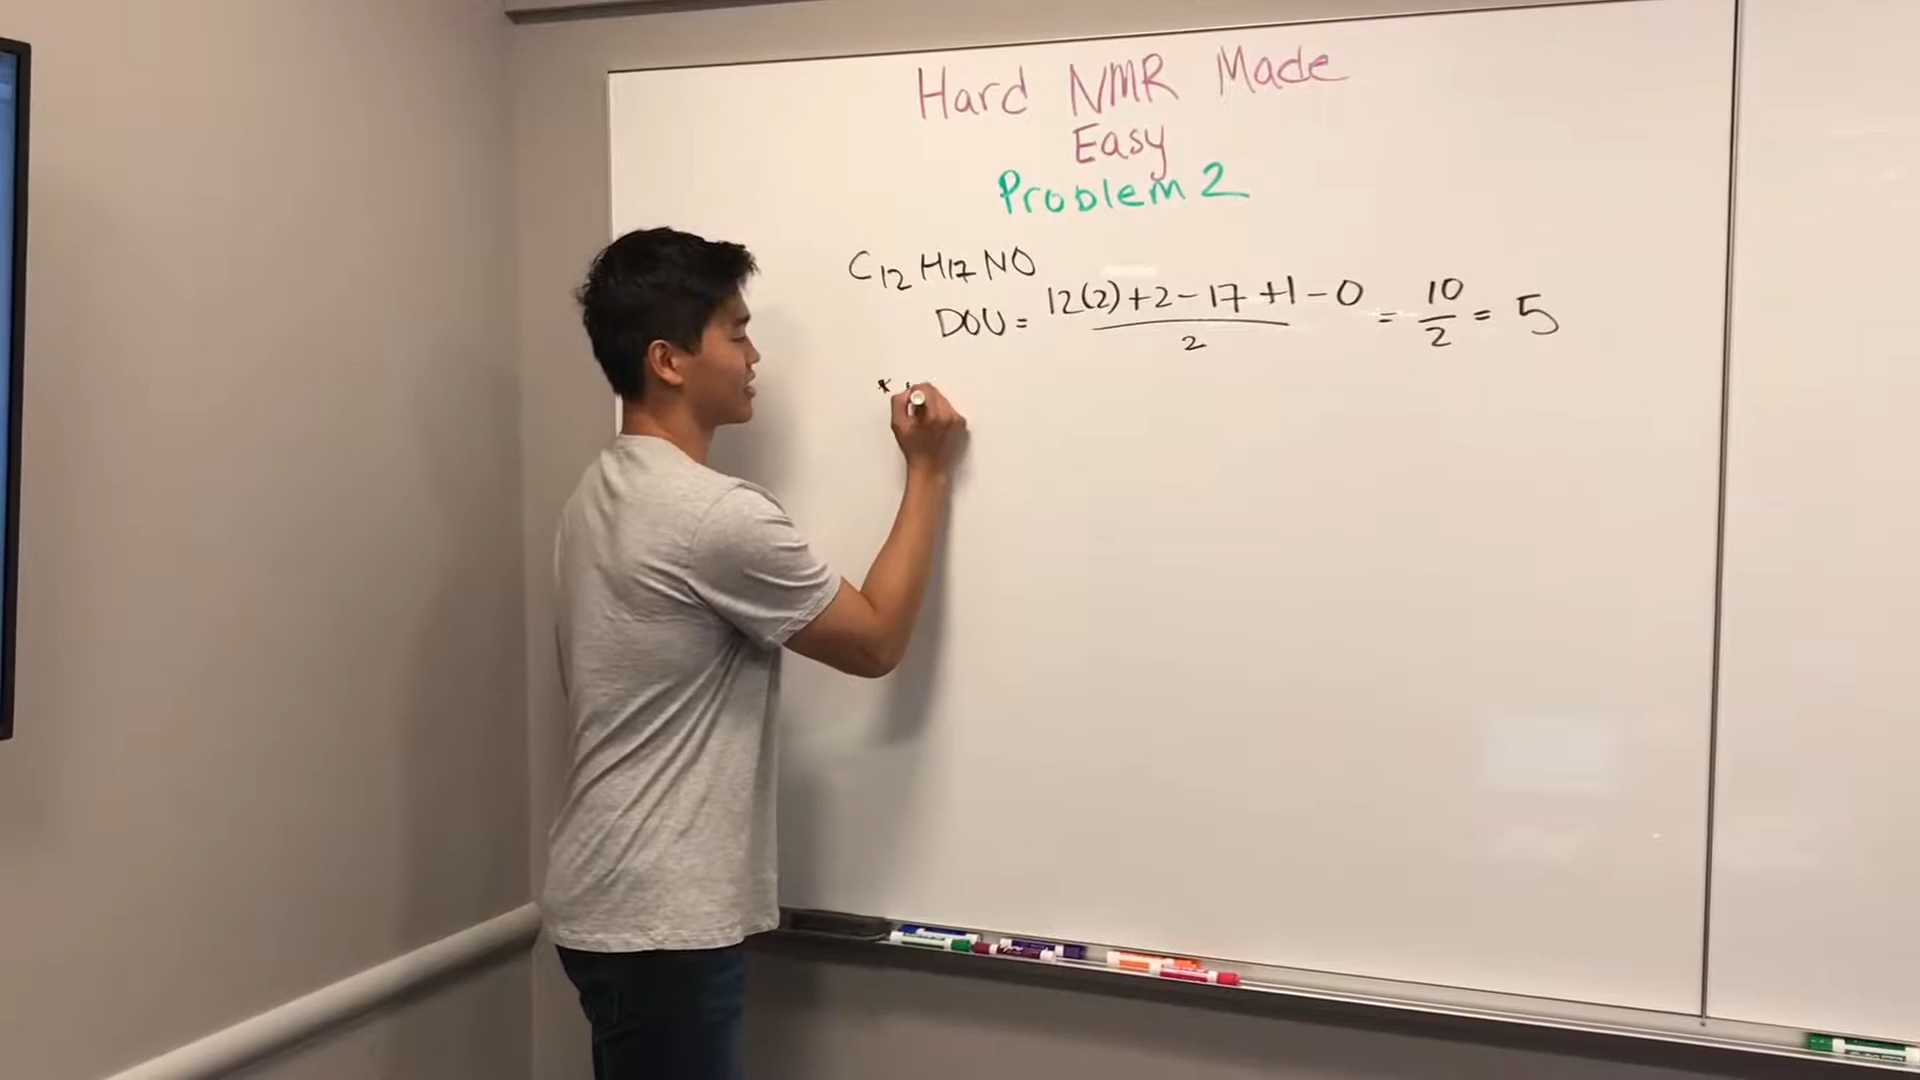 Hard NMR Made
Easy
Problem 2
C12 H17 NO
DOU = 12(2)+2-17+1-0 / 2 = 10/2 = 5
*